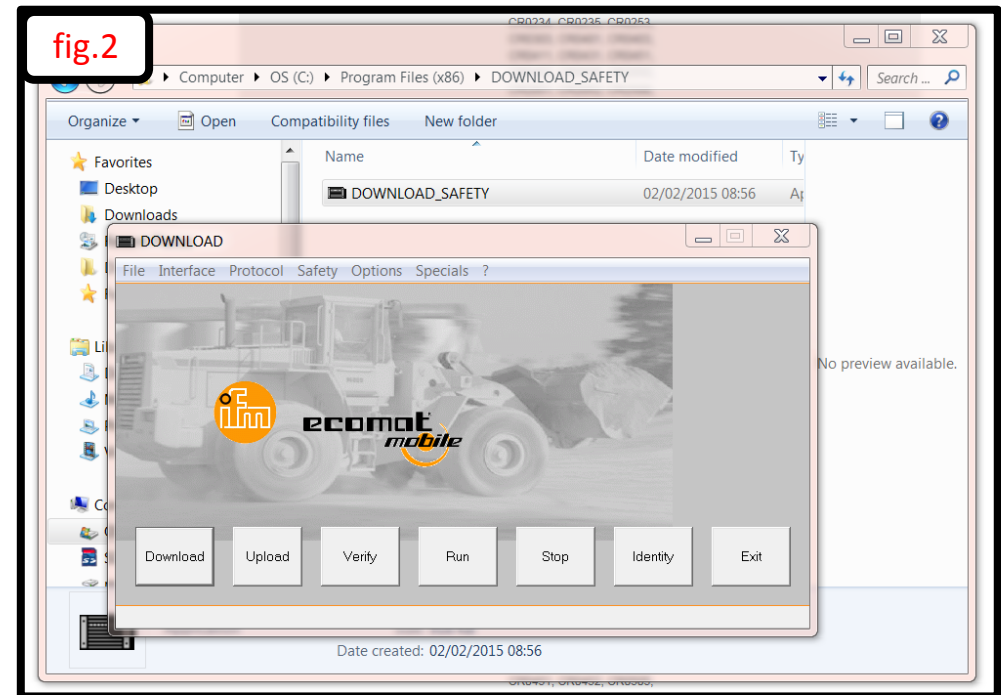 CR0234, CR0235, CR0253
fig.2
Computer OS (C:) Program Files (x86) DOWNLOAD_SAFETY Search ...
Organize Open Compatibility files New folder
Name Date modified Ty
Favorites
Desktop
DOWNLOAD_SAFETY 02/02/2015 08:56
Downloads
DOWNLOAD
File Interface Protocol Safety Options Specials ?
No preview available.
ifm ecomat
mobile
Download Upload Verify Run Stop Identity Exit
Date created: 02/02/2015 08:56